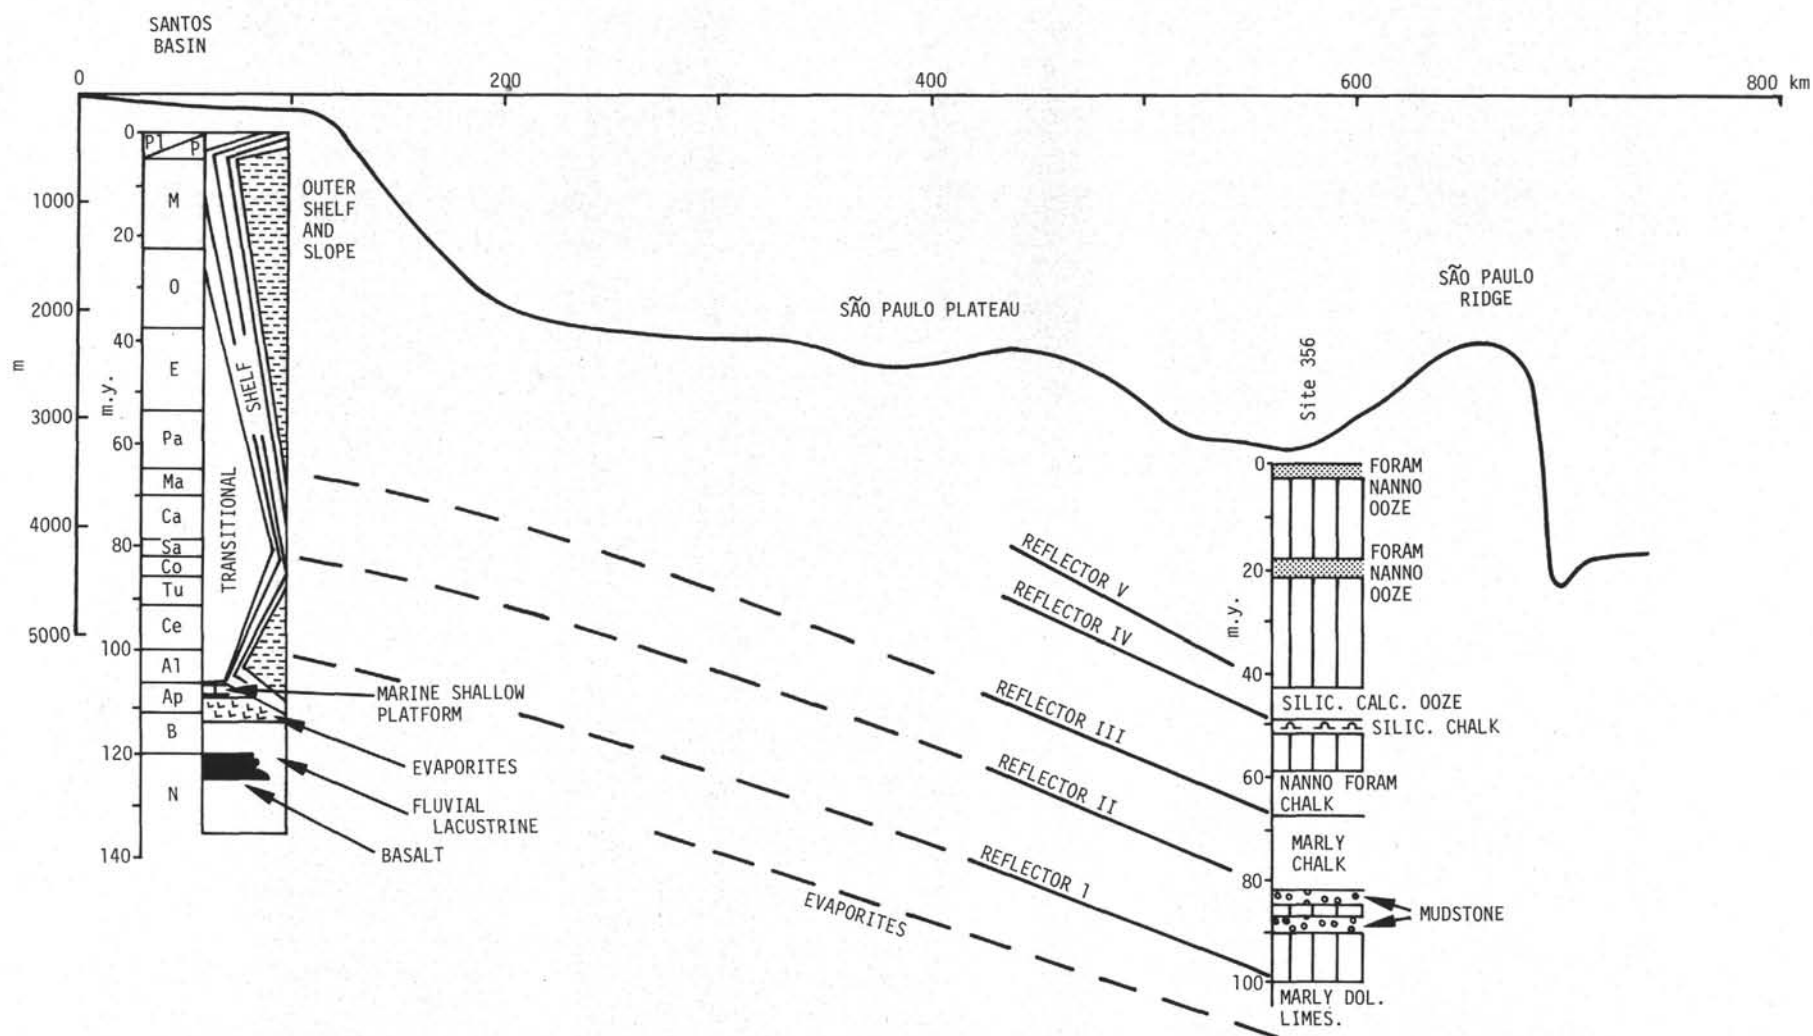 SANTOS
BASIN
0
200
400
600
800 km
m
1000
2000
3000
4000
5000
m.y.
0
20
40
60
80
100
120
140
Pl
P
M
O
E
Pa
Ma
Ca
Sa
Co
Tu
Ce
Al
Ap
B
N
SHELF
TRANSITIONAL
OUTER
SHELF
AND
SLOPE
MARINE SHALLOW
PLATFORM
EVAPORITES
FLUVIAL
LACUSTRINE
BASALT
SÃO PAULO PLATEAU
SÃO PAULO
RIDGE
Site 356
REFLECTOR V
REFLECTOR IV
REFLECTOR III
REFLECTOR II
REFLECTOR I
EVAPORITES
m.y.
0
20
40
60
80
100
FORAM
NANNO
OOZE
FORAM
NANNO
OOZE
SILIC. CALC. OOZE
SILIC. CHALK
NANNO FORAM
CHALK
MARLY
CHALK
MUDSTONE
MARLY DOL.
LIMES.